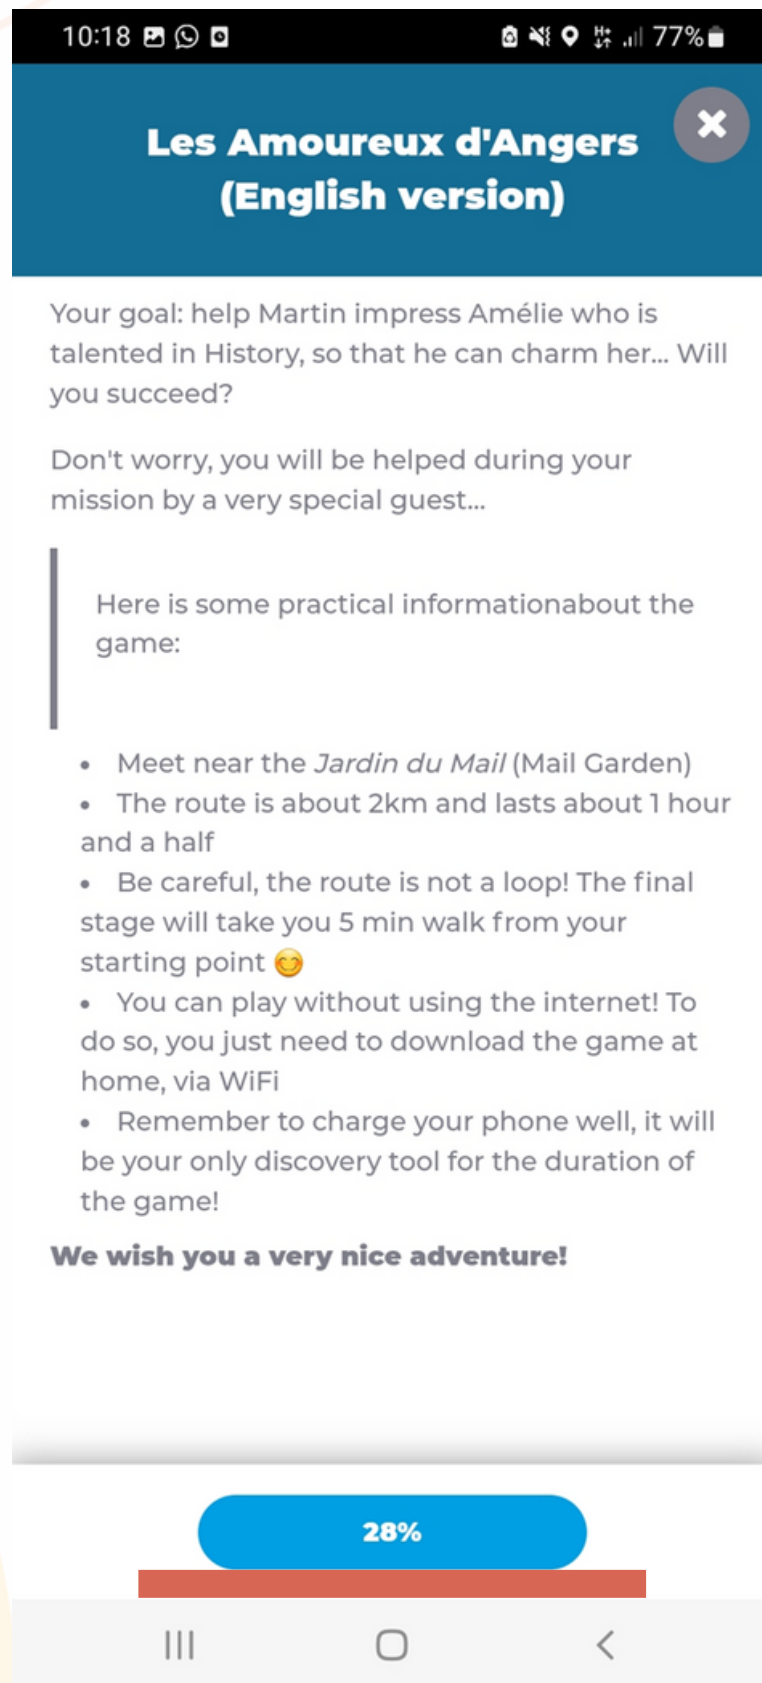 10:18
77%
Les Amoureux d'Angers
(English version)
Your goal: help Martin impress Amélie who is
talented in History, so that he can charm her... Will
you succeed?
Don't worry, you will be helped during your
mission by a very special guest...
Here is some practical informationabout the
game:
• Meet near the Jardin du Mail (Mail Garden)
• The route is about 2km and lasts about 1 hour
and a half
• Be careful, the route is not a loop! The final
stage will take you 5 min walk from your
starting point 😊
• You can play without using the internet! To
do so, you just need to download the game at
home, via WiFi
• Remember to charge your phone well, it will
be your only discovery tool for the duration of
the game!
We wish you a very nice adventure!
28%